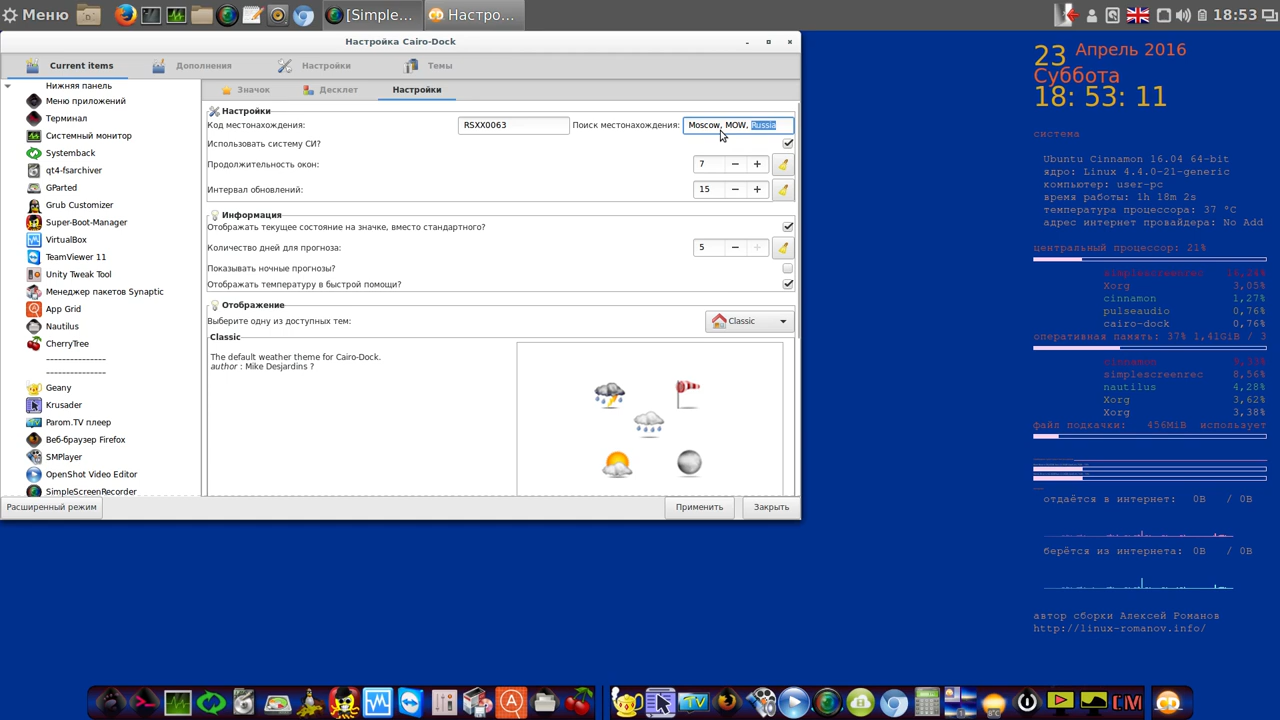 Меню
[Simple...
Настро...
18:53
Настройка Cairo-Dock
Current items
Дополнения
Настройки
Темы
Нижняя панель
Меню приложений
Терминал
Системный монитор
Systemback
qt4-fsarchiver
GParted
Grub Customizer
Super-Boot-Manager
VirtualBox
TeamViewer 11
Unity Tweak Tool
Менеджер пакетов Synaptic
App Grid
Nautilus
CherryTree
_______________
_______________
Geany
Krusader
Parom.TV плеер
Веб-браузер Firefox
SMPlayer
OpenShot Video Editor
SimpleScreenRecorder
Расширенный режим
Значок
Десклет
Настройки
Настройки
Код местонахождения: RSXX0063 Поиск местонахождения: Moscow, MOW, Russia
Использовать систему СИ?
Продолжительность окон: 7
Интервал обновлений: 15
Информация
Отображать текущее состояние на значке, вместо стандартного?
Количество дней для прогноза: 5
Показывать ночные прогнозы?
Отображать температуру в быстрой помощи?
Отображение
Выберите одну из доступных тем: Classic
Classic
The default weather theme for Cairo-Dock.
author : Mike Desjardins ?
Применить
Закрыть
23 Апрель 2016
Суббота
18: 53: 11
система
Ubuntu Cinnamon 16.04 64-bit
ядро: Linux 4.4.0-21-generic
компьютер: user-pc
время работы: 1h 18m 2s
температура процессора: 37 °C
адрес интернет провайдера: No Add
центральный процессор: 21%
simplescreenrec 16,24%
Xorg 3,05%
cinnamon 1,27%
pulseaudio 0,76%
cairo-dock 0,76%
оперативная память: 37% 1,41GiB / 3
cinnamon
simplescreenrec 8,56%
nautilus 4,28%
Xorg 3,62%
Xorg 3,38%
файл подкачки: 456MiB использует
отдаётся в интернет: 0B / 0B
берётся из интернета: 0B / 0B
автор сборки Алексей Романов
http://linux-romanov.info/